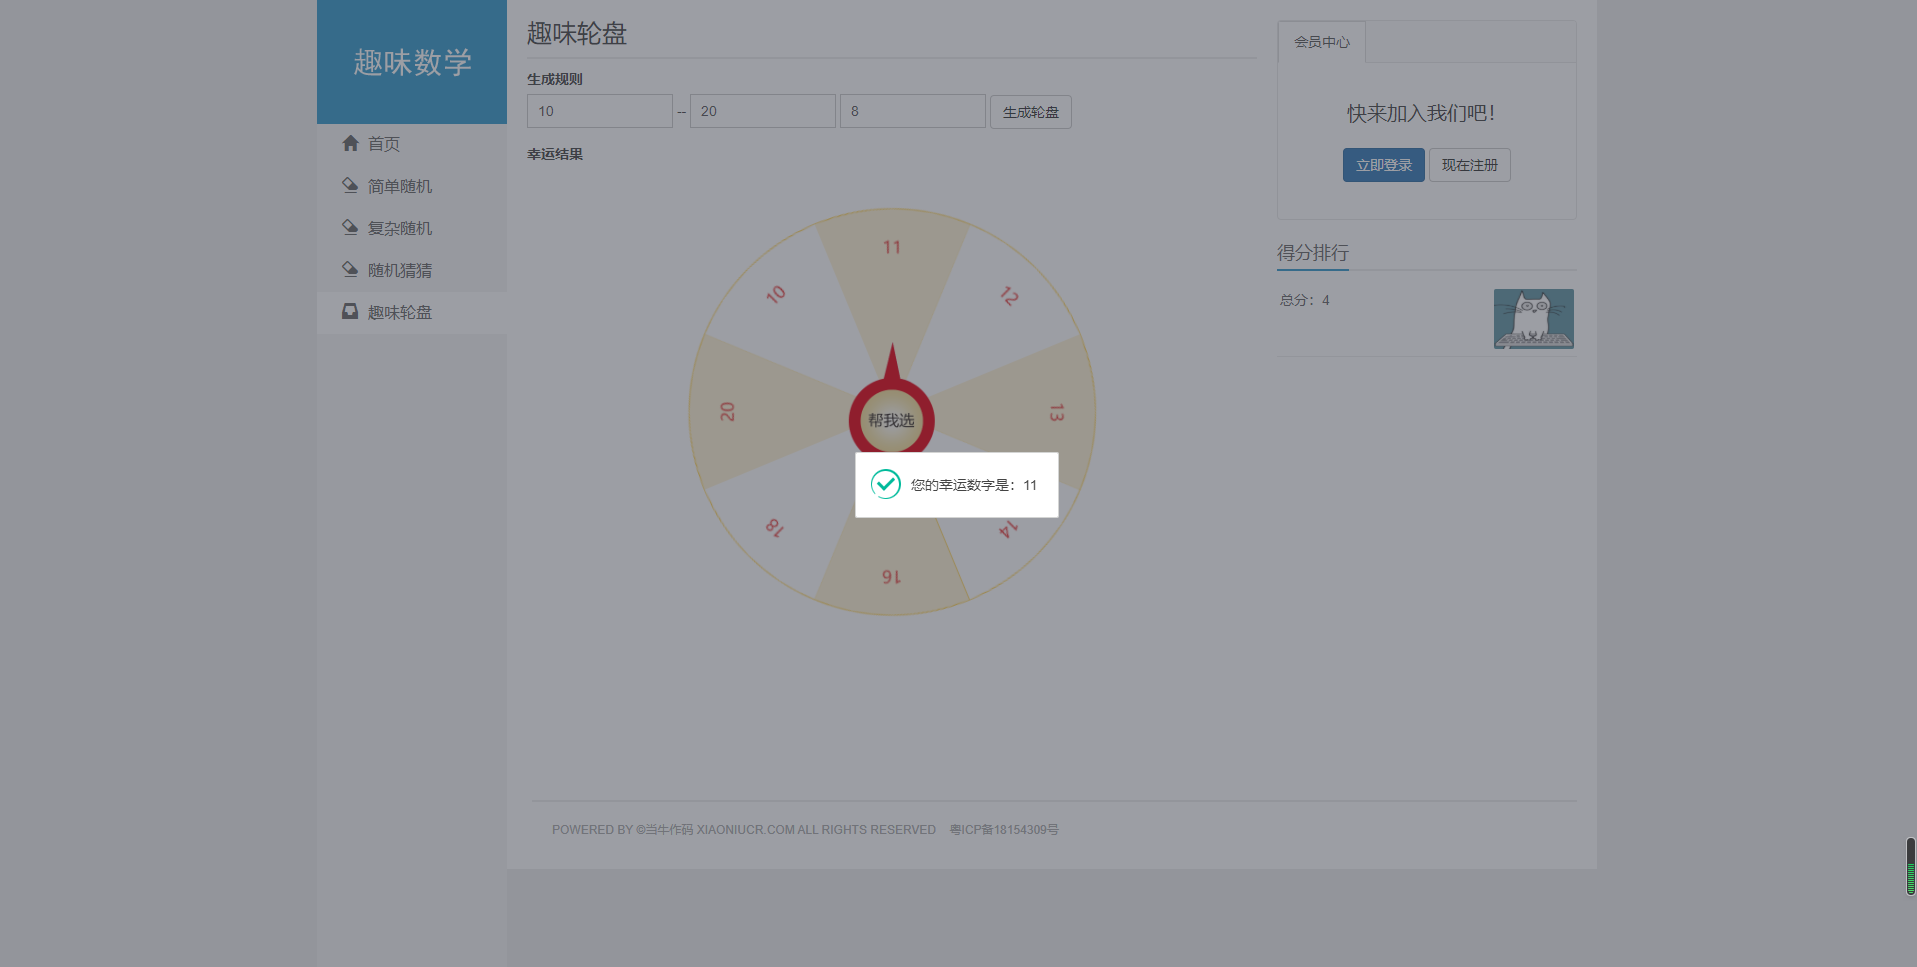 趣味数学
首页
简单随机
复杂随机
随机猜猜
趣味轮盘
趣味轮盘
生成规则
10 -- 20 8 生成轮盘
幸运结果
11
12
13
14
16
18
20
10
帮我选
您的幸运数字是：11
会员中心
快来加入我们吧！
立即登录 现在注册
得分排行
总分：4
POWERED BY ©当牛作码 XIAONIUCR.COM ALL RIGHTS RESERVED 粤ICP备18154309号